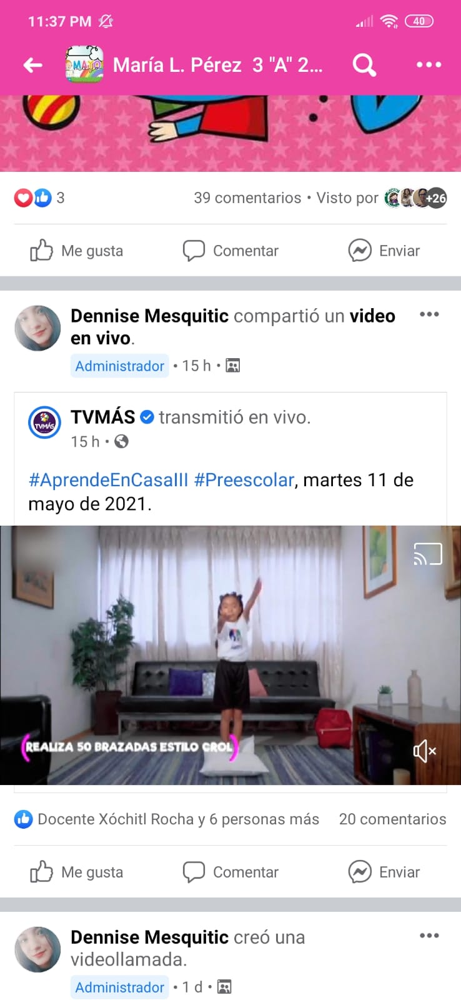 11:37 PM 40
MAYO
María L. Pérez 3 "A" 2...
3 39 comentarios • Visto por +26
Me gusta Comentar Enviar
Dennise Mesquitic compartió un video
en vivo.
Administrador • 15 h •
TVMÁS transmitió en vivo.
TVMÁS
15 h •
#AprendeEnCasaIII #Preescolar, martes 11 de
mayo de 2021.
REALIZA 50 BRAZADAS ESTILO CROL
Docente Xóchitl Rocha y 6 personas más 20 comentarios
Me gusta Comentar Enviar
Dennise Mesquitic creó una
videollamada.
Administrador • 1 d •